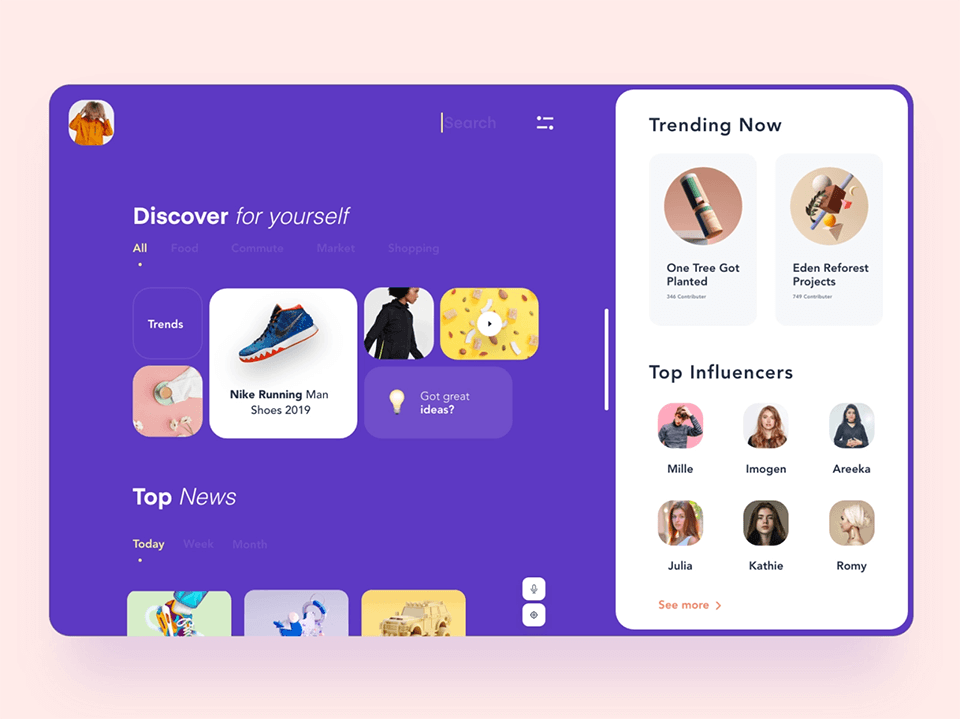 Search
Discover for yourself
All Food Commute Market Shopping
Trends
Nike Running Man
Shoes 2019
Got great
ideas?
Top News
Today Week Month
Trending Now
One Tree Got
Planted
346 Contributer
Eden Reforest
Projects
749 Contributer
Top Influencers
Mille Imogen Areeka
Julia Kathie Romy
See more